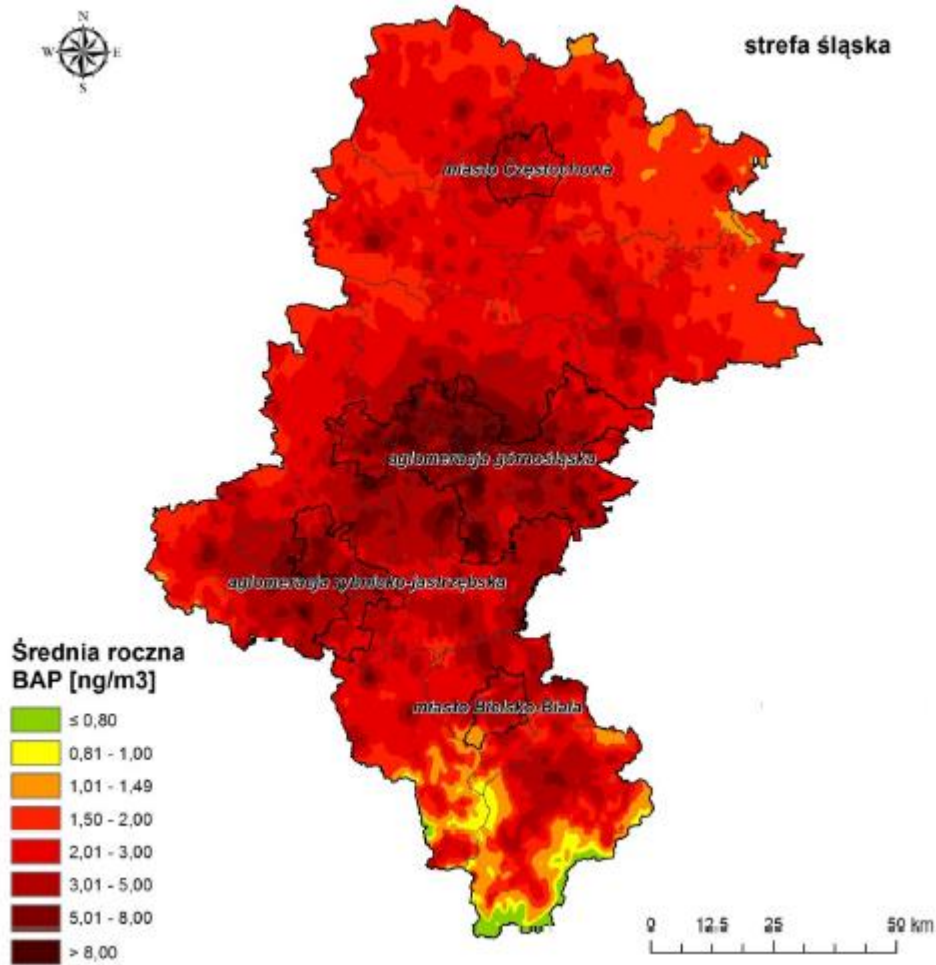 N
W E
S
strefa śląska
miasto Częstochowa
aglomeracja górnośląska
aglomeracja rybnicko-jastrzębska
miasto Bielsko-Biała
Średnia roczna
BAP [ng/m3]
≤ 0,80
0,81 - 1,00
1,01 - 1,49
1,50 - 2,00
2,01 - 3,00
3,01 - 5,00
5,01 - 8,00
> 8,00
0 12,5 25 50 km